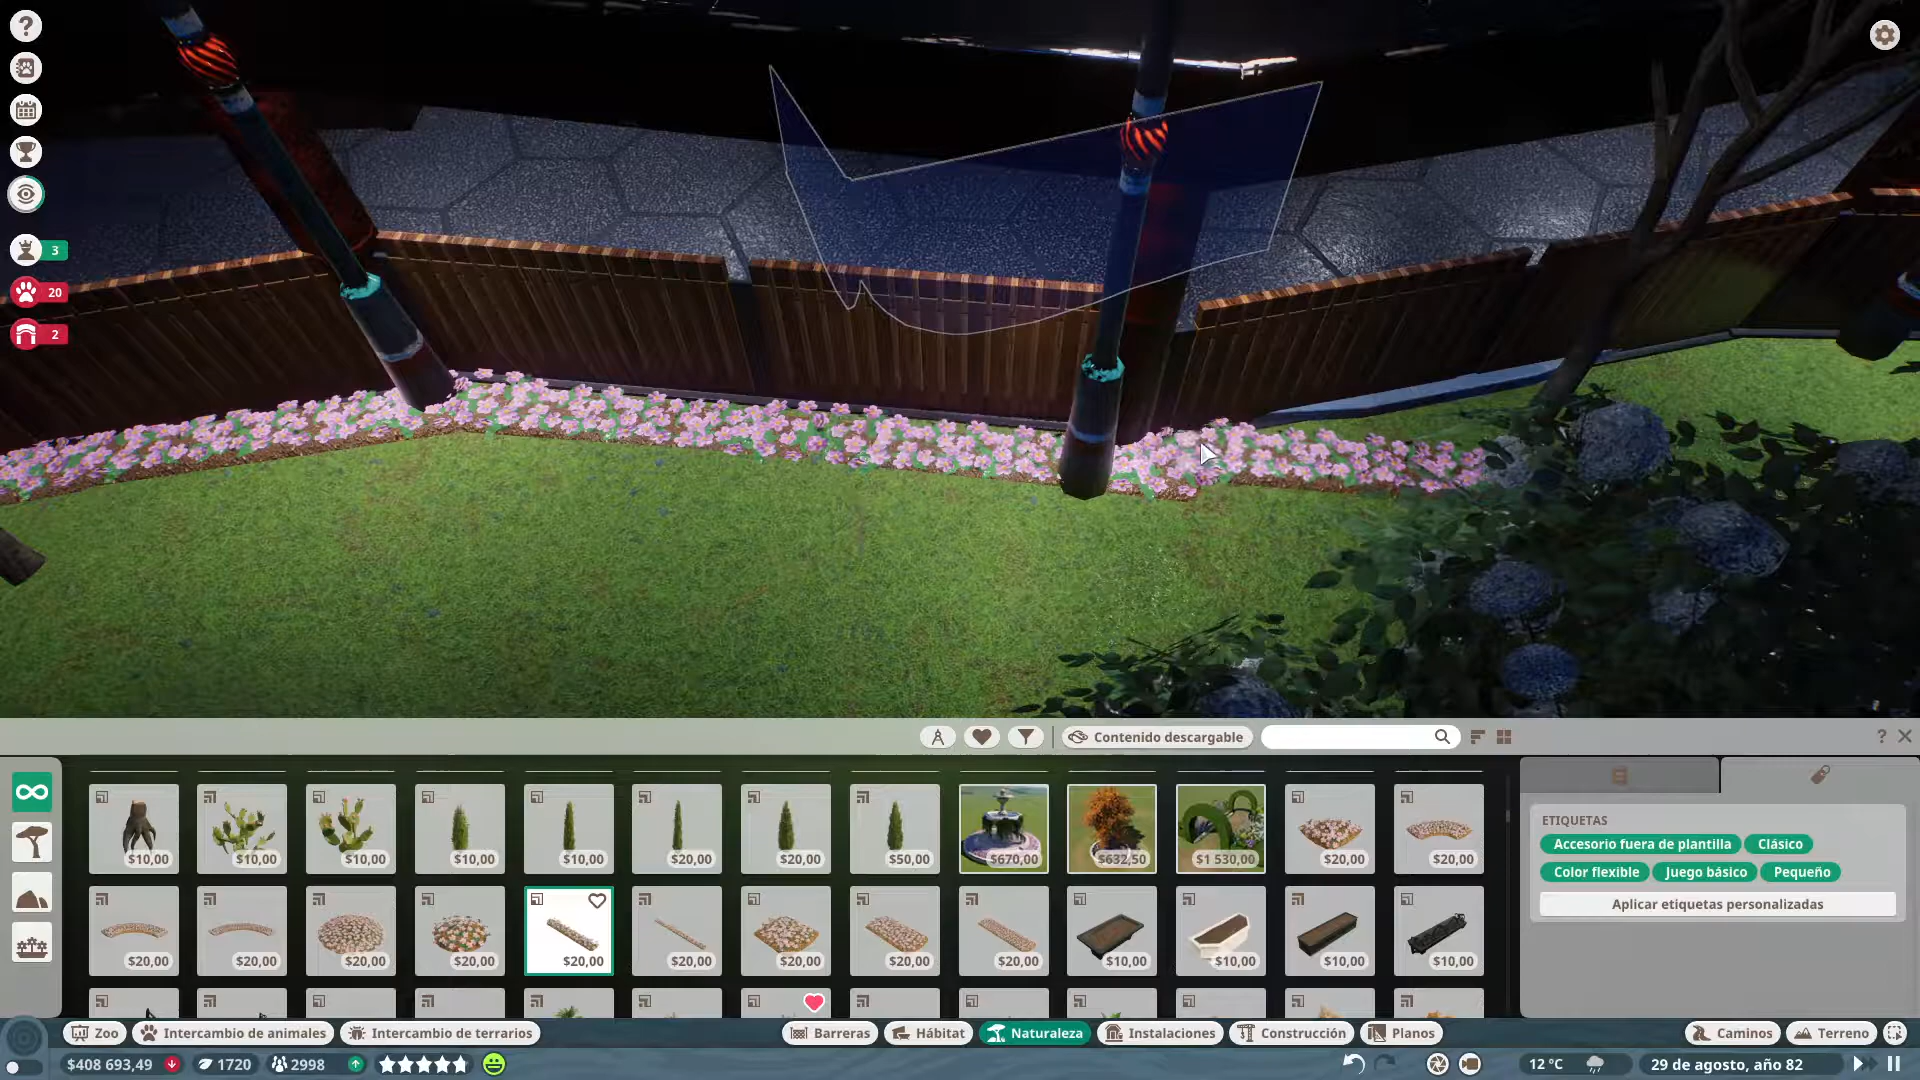 ?
3
20
2
Contenido descargable
?
$10,00 $10,00 $10,00 $10,00 $10,00 $20,00 $20,00 $50,00 $670,00 $632,50 $1 530,00 $20,00 $20,00
$20,00 $20,00 $20,00 $20,00 $20,00 $20,00 $20,00 $20,00 $20,00 $10,00 $10,00 $10,00 $10,00
ETIQUETAS
Accesorio fuera de plantilla Clásico
Color flexible Juego básico Pequeño
Aplicar etiquetas personalizadas
Zoo Intercambio de animales Intercambio de terrarios Barreras Hábitat Naturaleza Instalaciones Construcción Planos Caminos Terreno
$408 693,49 1720 2998 12 ºC 29 de agosto, año 82